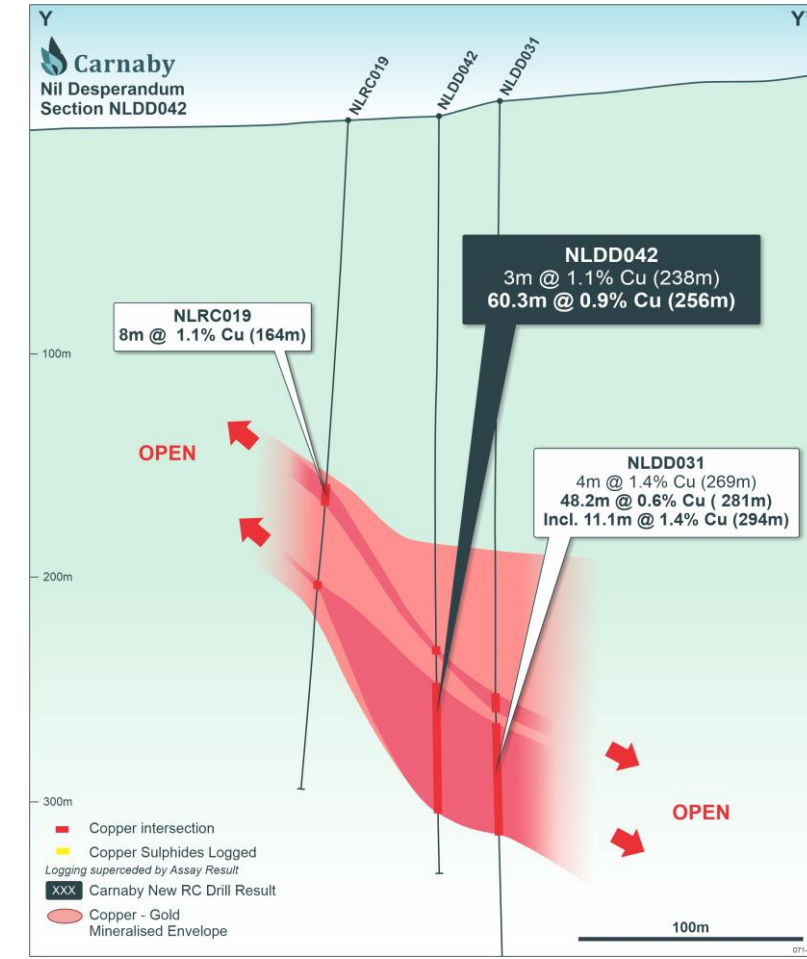 Y
Y'
Carnaby
Nil Desperandum
Section NLDD042
NLRC019
NLDD042
NLDD031
NLDD042
3m @ 1.1% Cu (238m)
60.3m @ 0.9% Cu (256m)
NLRC019
8m @ 1.1% Cu (164m)
100m
OPEN
NLDD031
4m @ 1.4% Cu (269m)
48.2m @ 0.6% Cu ( 281m)
Incl. 11.1m @ 1.4% Cu (294m)
200m
300m
OPEN
Copper intersection
Copper Sulphides Logged
Logging superceded by Assay Result
XXX Carnaby New RC Drill Result
Copper - Gold
Mineralised Envelope
100m
071-